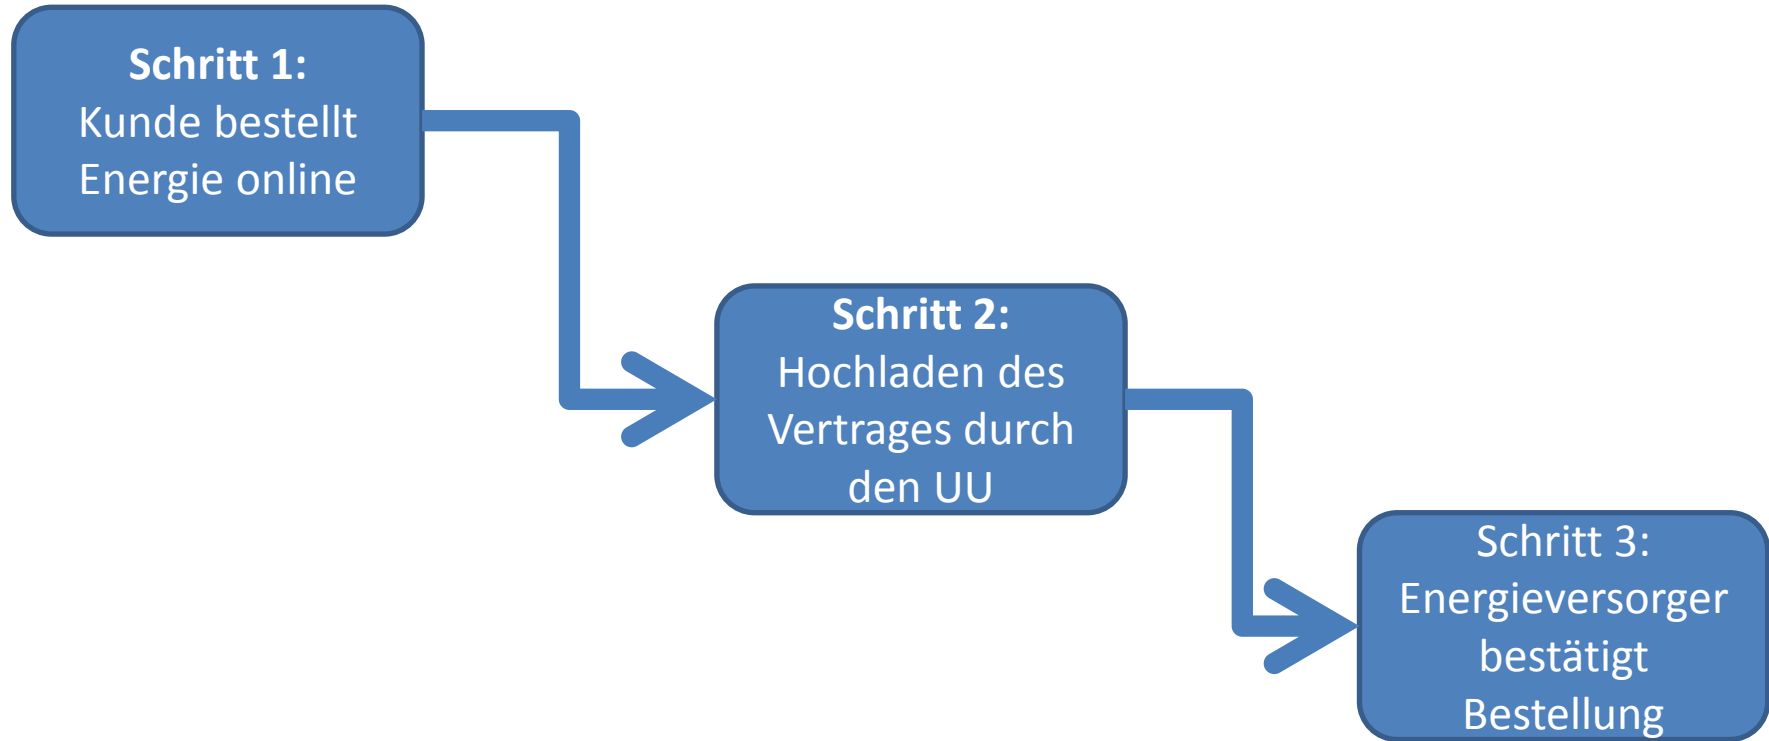 Schritt 1:
Kunde bestellt
Energie online
Schritt 2:
Hochladen des
Vertrages durch
den UU
Schritt 3:
Energieversorger
bestätigt
Bestellung